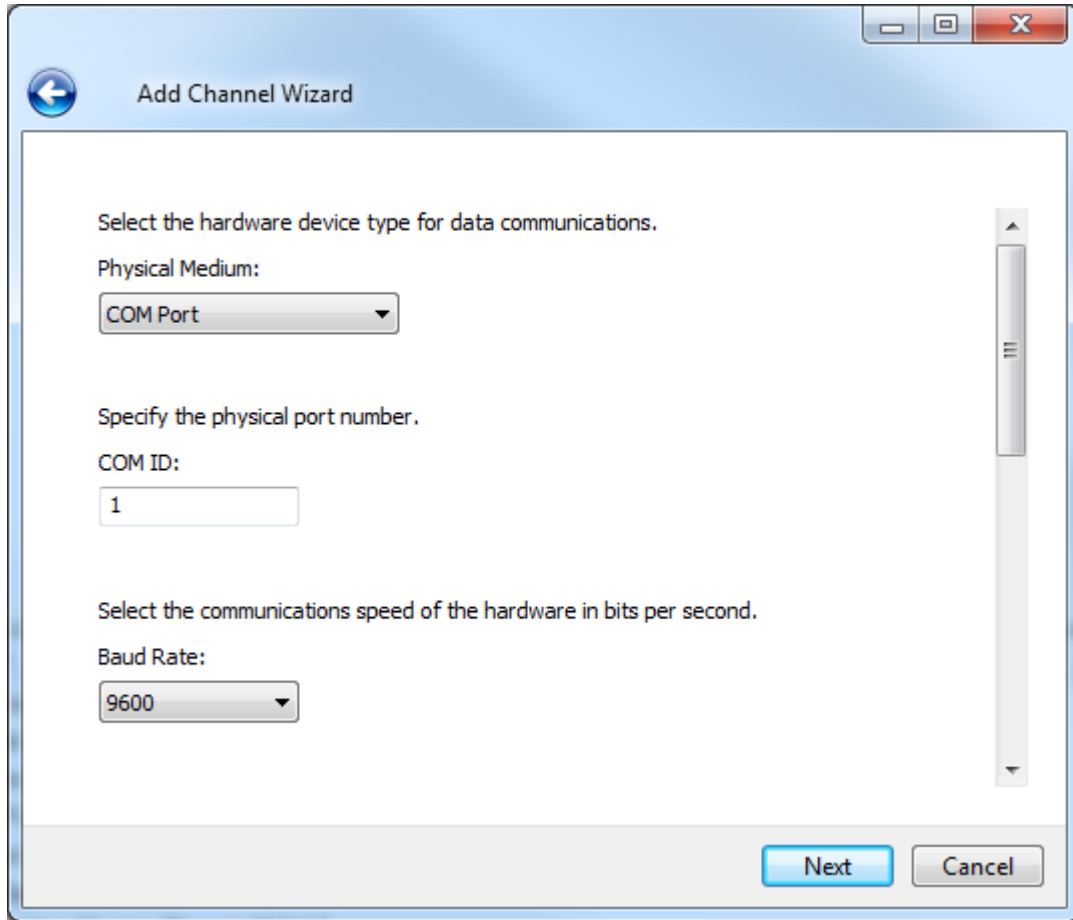 Add Channel Wizard
Select the hardware device type for data communications.
Physical Medium:
COM Port
Specify the physical port number.
COM ID:
1
Select the communications speed of the hardware in bits per second.
Baud Rate:
9600
Next Cancel